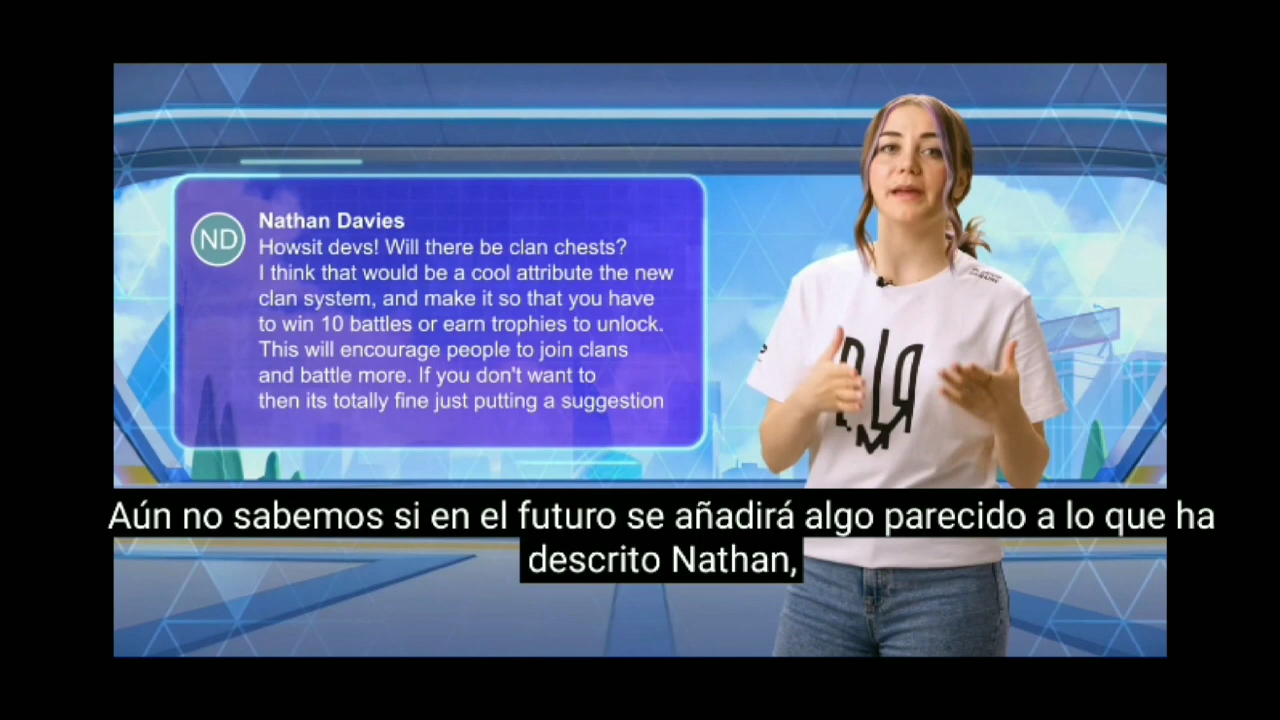 ND
Nathan Davies
Howsit devs! Will there be clan chests?
I think that would be a cool attribute the new
clan system, and make it so that you have
to win 10 battles or earn trophies to unlock.
This will encourage people to join clans
and battle more. If you don't want to
then its totally fine just putting a suggestion
Aún no sabemos si en el futuro se añadirá algo parecido a lo que ha
descrito Nathan,